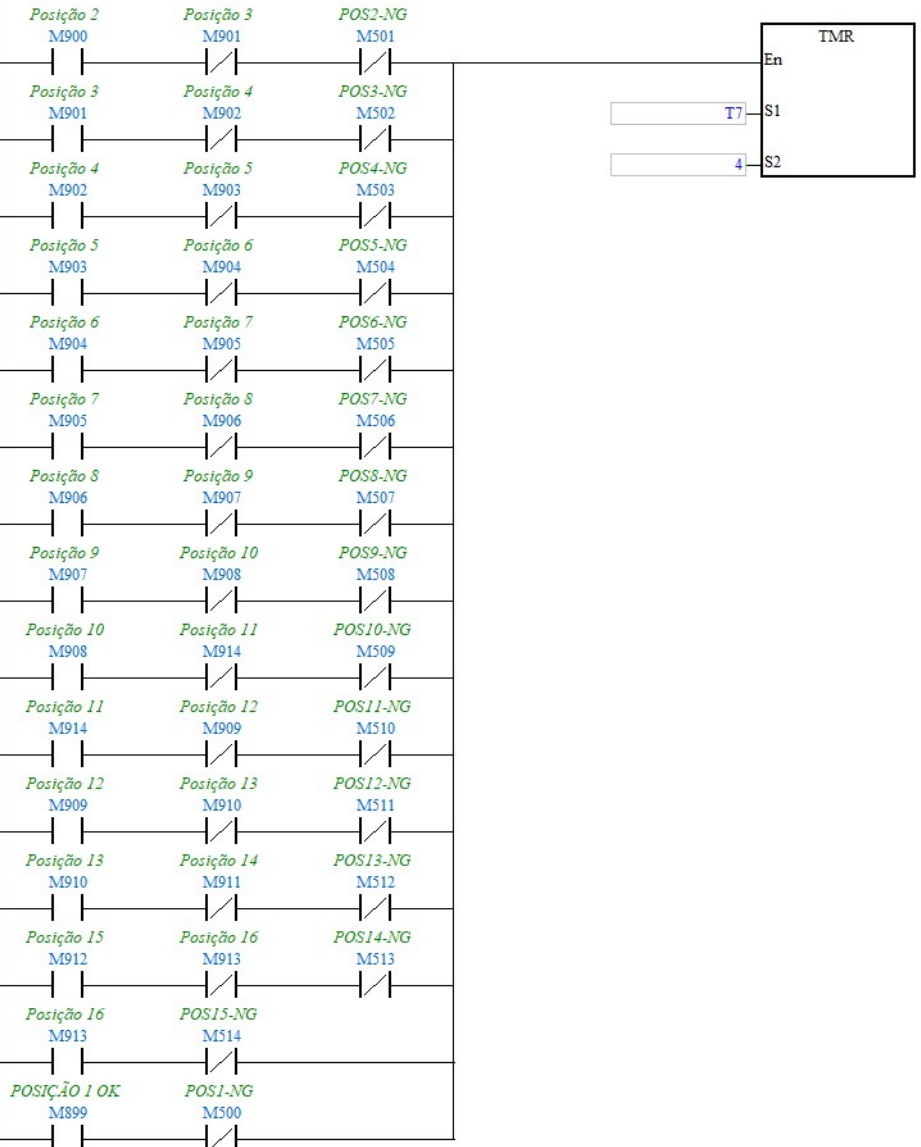 Posição 2 Posição 3 POS2-NG
M900 M901 M501
TMR
En
Posição 3 Posição 4 POS3-NG
M901 M902 M502
T7 S1
Posição 4 Posição 5 POS4-NG
4 S2
M902 M903 M503
Posição 5 Posição 6 POS5-NG
M903 M904 M504
Posição 6 Posição 7 POS6-NG
M904 M905 M505
Posição 7 Posição 8 POS7-NG
M905 M906 M506
Posição 8 Posição 9 POS8-NG
M906 M907 M507
Posição 9 Posição 10 POS9-NG
M907 M908 M508
Posição 10 Posição 11 POS10-NG
M908 M914 M509
Posição 11 Posição 12 POS11-NG
M914 M909 M510
Posição 12 Posição 13 POS12-NG
M909 M910 M511
Posição 13 Posição 14 POS13-NG
M910 M911 M512
Posição 15 Posição 16 POS14-NG
M912 M913 M513
Posição 16 POS15-NG
M913 M514
POSIÇÃO 1 OK POS1-NG
M899 M500